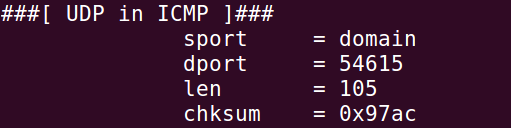 ###[ UDP in ICMP ]###
sport = domain
dport = 54615
len = 105
chksum = 0x97ac